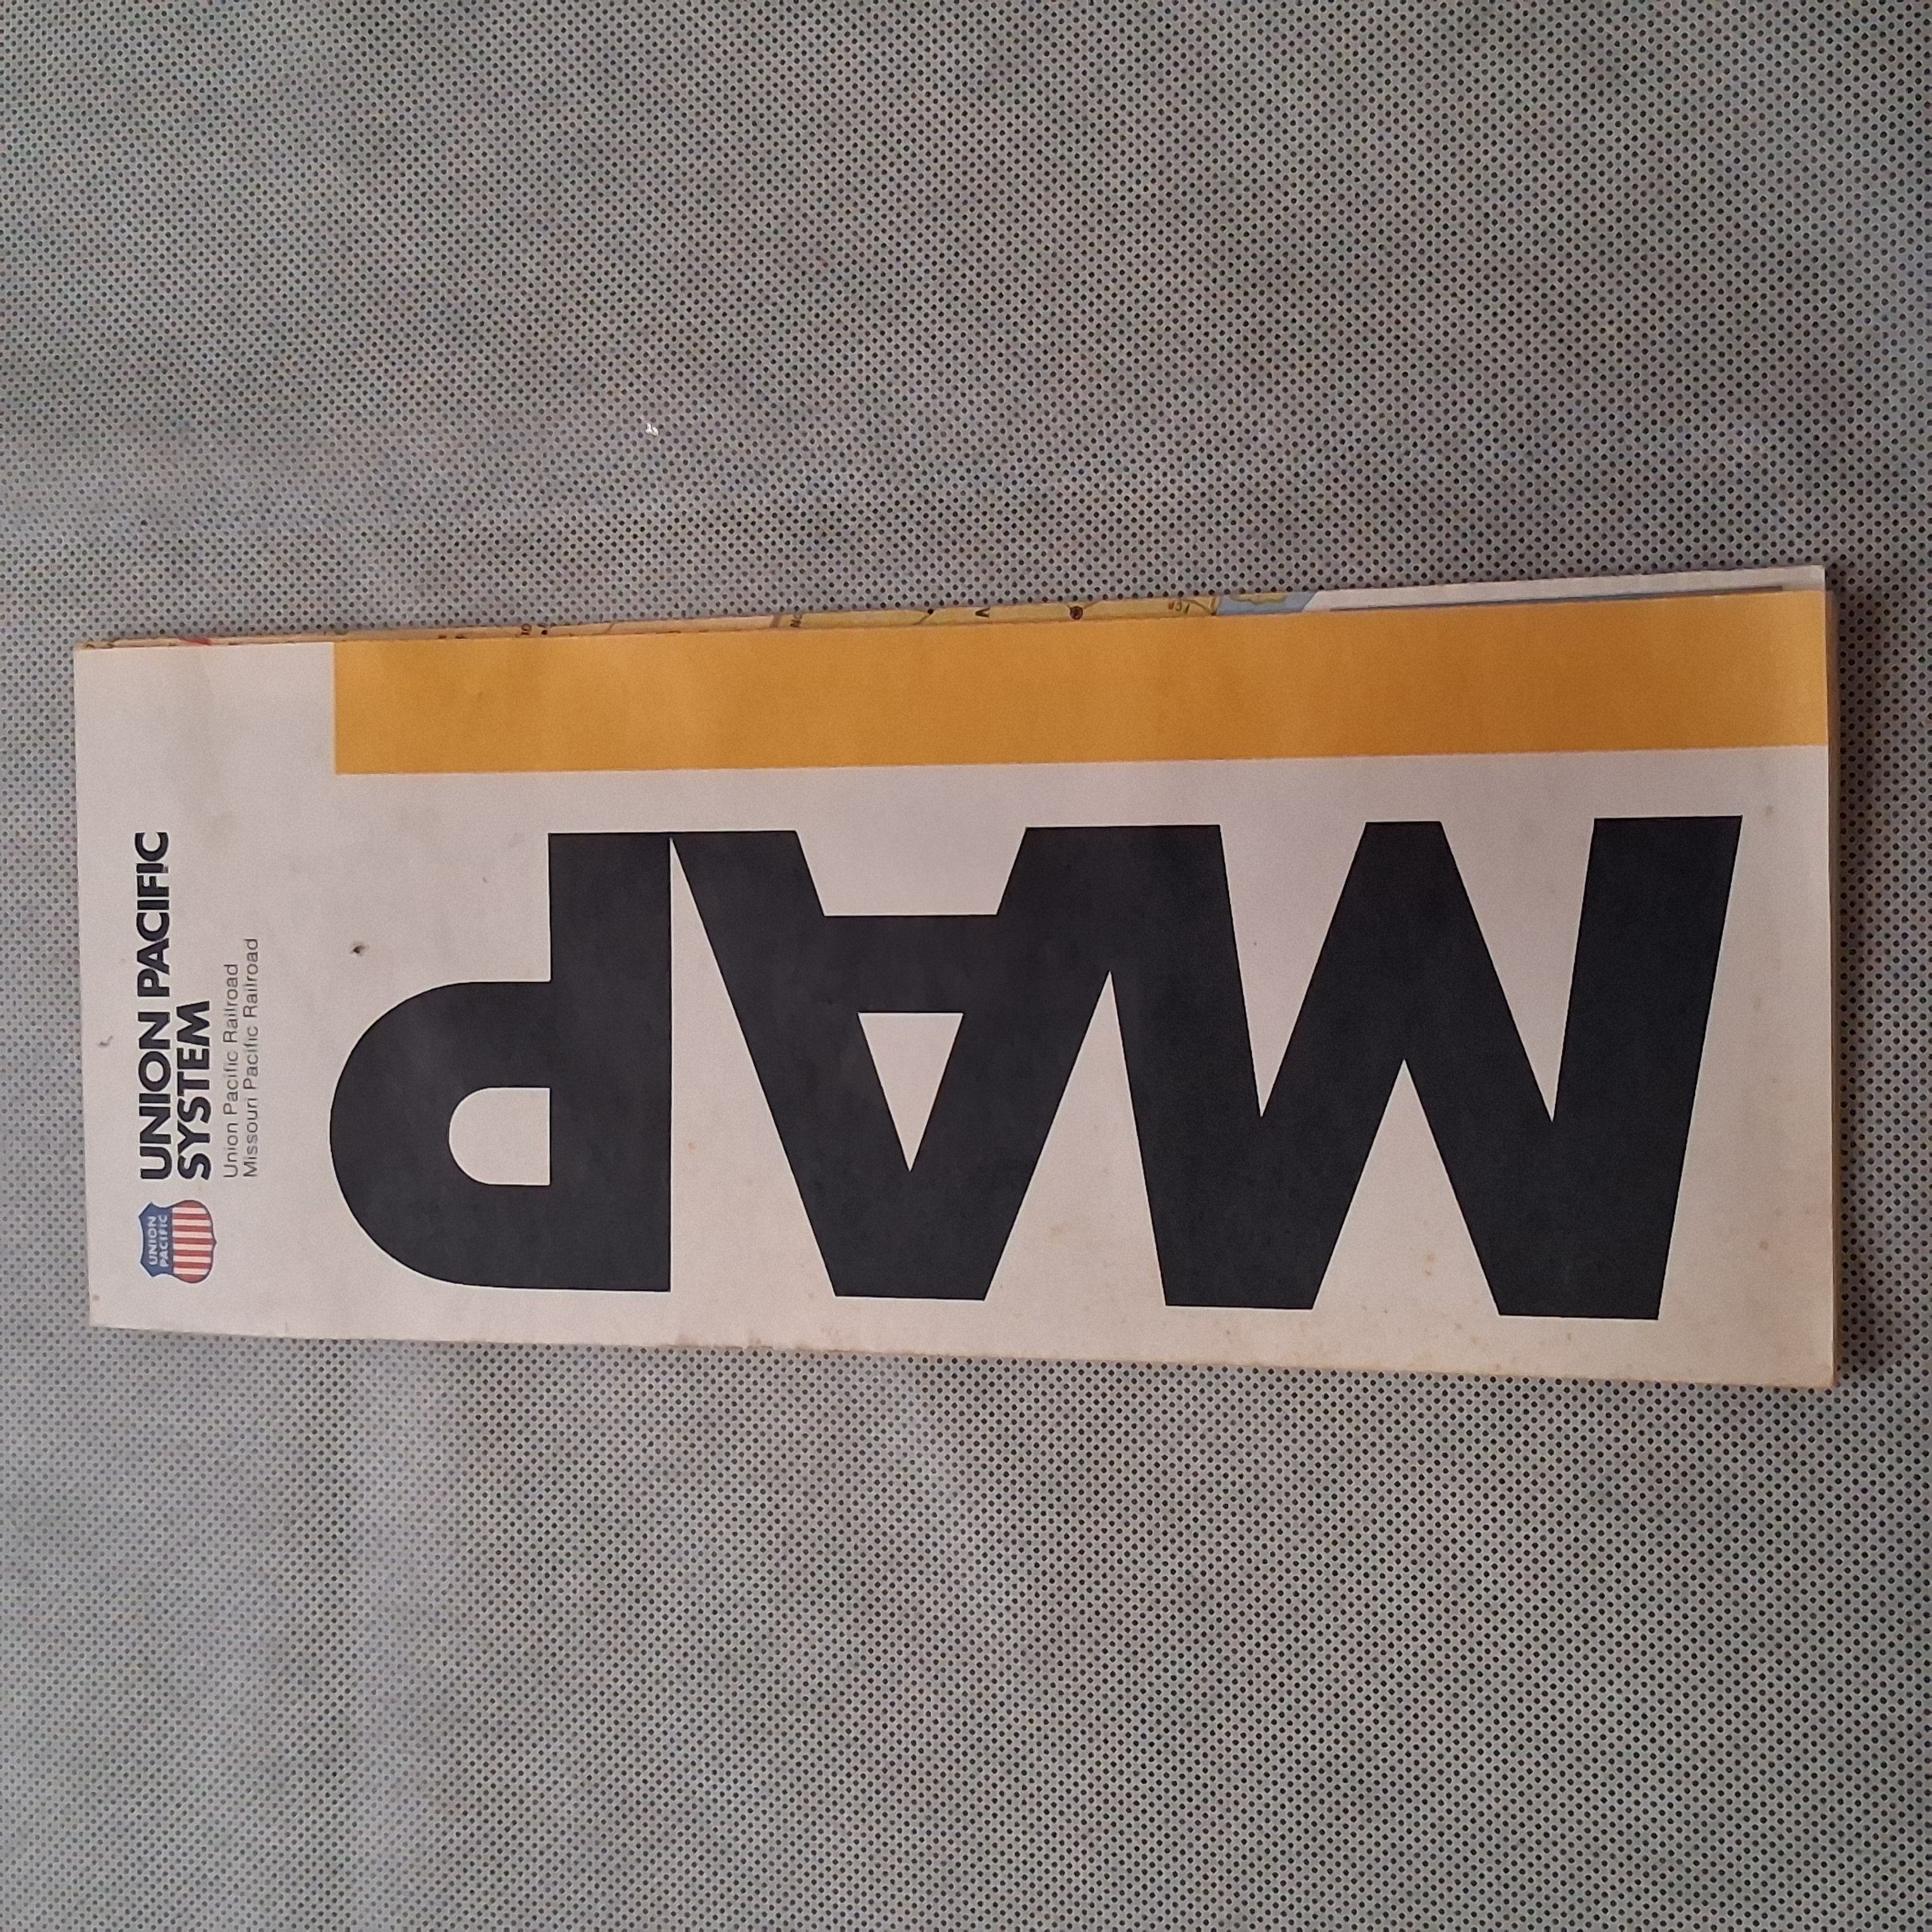 UNION
PACIFIC
UNION PACIFIC
SYSTEM
Union Pacific Railroad
Missouri Pacific Railroad
MAP